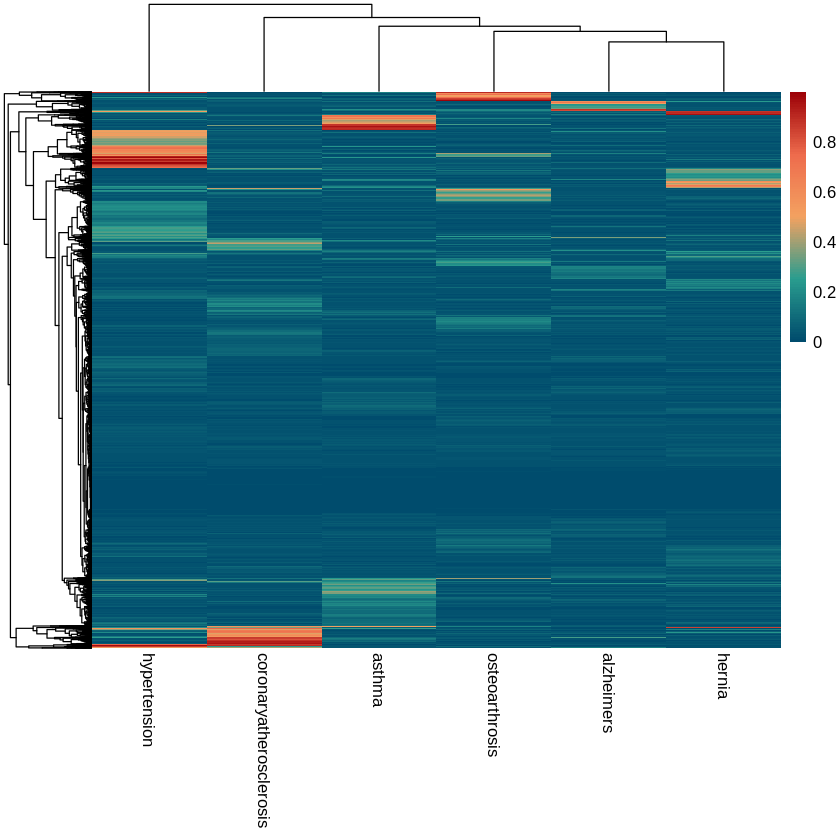 0.8
0.6
0.4
0.2
0
hypertension
coronaryatherosclerosis
asthma
osteoarthrosis
alzheimers
hernia